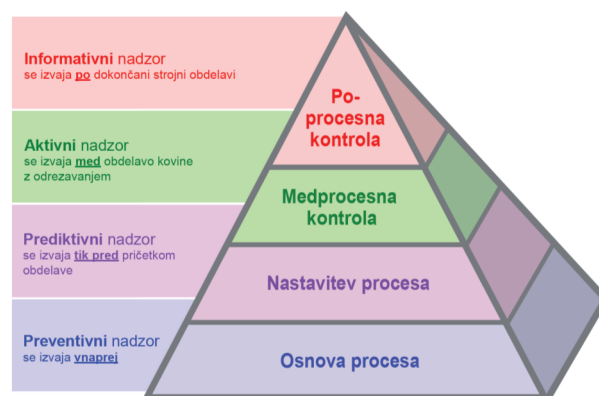 Informativni nadzor
se izvaja po dokončani strojni obdelavi
Po-
procesna
kontrola
Aktivni nadzor
se izvaja med obdelavo kovine
z odrezavanjem
Medprocesna
kontrola
Prediktivni nadzor
se izvaja tik pred pričetkom
obdelave
Nastavitev procesa
Preventivni nadzor
se izvaja vnaprej
Osnova procesa